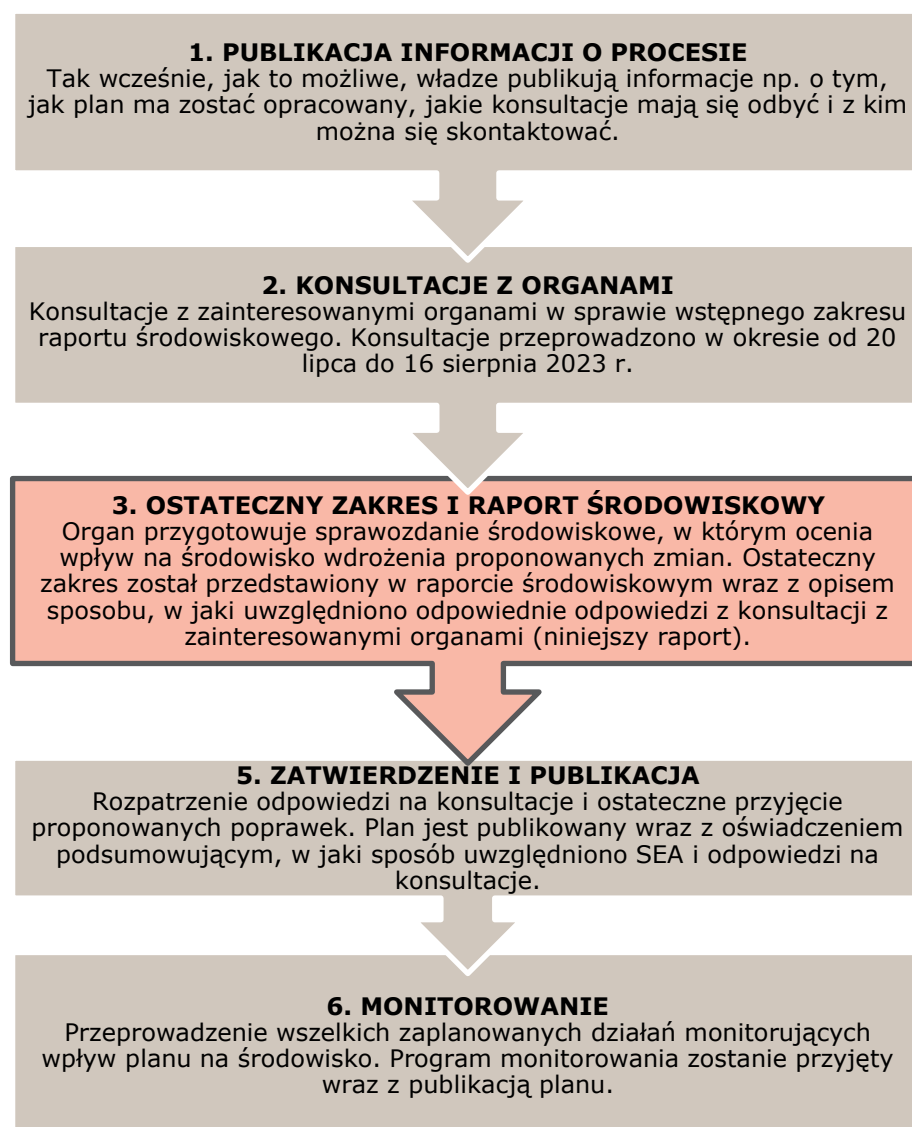 1. PUBLIKACJA INFORMACJI O PROCESIE
Tak wcześnie, jak to możliwe, władze publikują informacje np. o tym,
jak plan ma zostać opracowany, jakie konsultacje mają się odbyć i z kim
można się skontaktować.
2. KONSULTACJE Z ORGANAMI
Konsultacje z zainteresowanymi organami w sprawie wstępnego zakresu
raportu środowiskowego. Konsultacje przeprowadzono w okresie od 20
lipca do 16 sierpnia 2023 r.
3. OSTATECZNY ZAKRES I RAPORT ŚRODOWISKOWY
Organ przygotowuje sprawozdanie środowiskowe, w którym ocenia
wpływ na środowisko wdrożenia proponowanych zmian. Ostateczny
zakres został przedstawiony w raporcie środowiskowym wraz z opisem
sposobu, w jaki uwzględniono odpowiednie odpowiedzi z konsultacji z
zainteresowanymi organami (niniejszy raport).
5. ZATWIERDZENIE I PUBLIKACJA
Rozpatrzenie odpowiedzi na konsultacje i ostateczne przyjęcie
proponowanych poprawek. Plan jest publikowany wraz z oświadczeniem
podsumowującym, w jaki sposób uwzględniono SEA i odpowiedzi na
konsultacje.
6. MONITOROWANIE
Przeprowadzenie wszelkich zaplanowanych działań monitorujących
wpływ planu na środowisko. Program monitorowania zostanie przyjęty
wraz z publikacją planu.